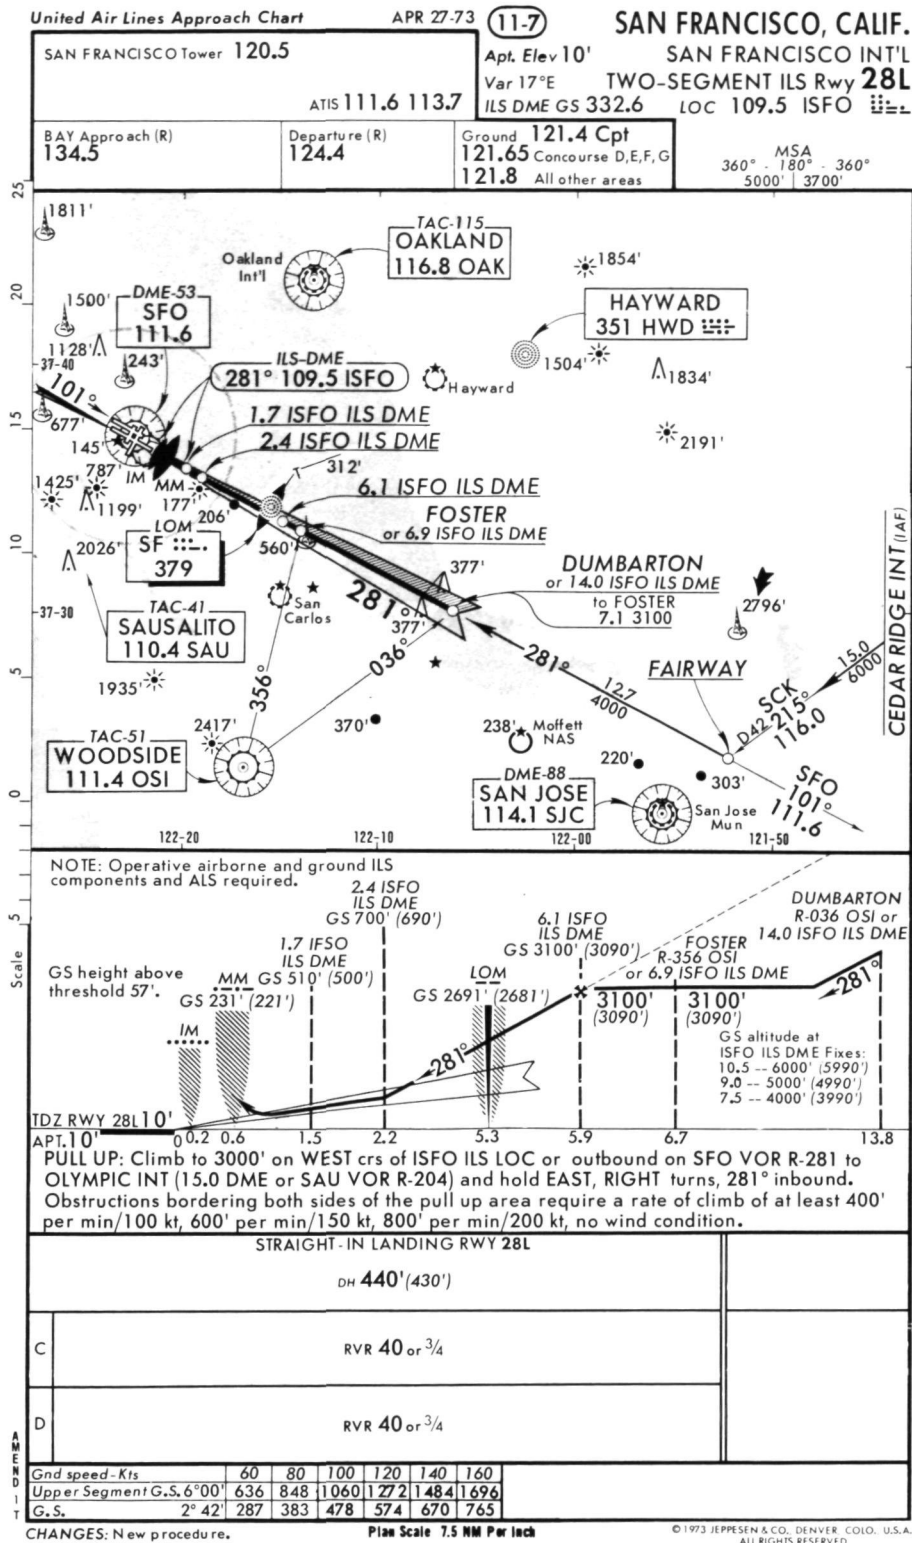 United Air Lines Approach Chart APR 27-73 11-7 SAN FRANCISCO, CALIF.
SAN FRANCISCO Tower 120.5
ATIS 111.6 113.7
Apt. Elev 10' SAN FRANCISCO INT'L
Var 17°E TWO-SEGMENT ILS Rwy 28L
ILS DME GS 332.6 LOC 109.5 ISFO
BAY Approach (R)
134.5
Departure (R)
124.4
Ground 121.4 Cpt
121.65 Concourse D,E,F,G
121.8 All other areas
MSA
360° - 180° - 360°
5000' 3700'
25
20
15
10
5
0
5
Scale
1811'
TAC-115
OAKLAND
116.8 OAK
Oakland
Int'l
1854'
DME-53
SFO
111.6
1500'
1128'
243'
HAYWARD
351 HWD
1504'
1834'
37-40
101°
ILS-DME
281° 109.5 ISFO
Hayward
677'
145'
1.7 ISFO ILS DME
2.4 ISFO ILS DME
2191'
787'
IM
MM
177'
312'
1425'
1199'
206'
6.1 ISFO ILS DME
FOSTER
or 6.9 ISFO ILS DME
LOM
SF
379
560'
2026'
377'
DUMBARTON
or 14.0 ISFO ILS DME
to FOSTER
7.1 3100
CEDAR RIDGE INT (IAF)
37-30
TAC-41
SAUSALITO
110.4 SAU
San
Carlos
281°
377'
2796'
1935'
356°
036°
281°
FAIRWAY
15.0
6000
12.7
4000
D42 SCK
215°
116.0
2417'
370'
238'
Moffett
NAS
TAC-51
WOODSIDE
111.4 OSI
220'
303'
DME-88
SAN JOSE
114.1 SJC
San Jose
Mun
SFO
101°
111.6
122-20
122-10
122-00
121-50
NOTE: Operative airborne and ground ILS
components and ALS required.
2.4 ISFO
ILS DME
GS 700' (690')
DUMBARTON
R-036 OSI or
14.0 ISFO ILS DME
1.7 IFSO
ILS DME
GS 510' (500')
6.1 ISFO
ILS DME
GS 3100' (3090')
FOSTER
R-356 OSI
or 6.9 ISFO ILS DME
GS height above
threshold 57'.
MM
GS 231' (221')
LOM
GS 2691' (2681')
IM
3100'
(3090')
3100'
(3090')
281°
281°
GS altitude at
ISFO ILS DME Fixes:
10.5 -- 6000' (5990')
9.0 -- 5000' (4990')
7.5 -- 4000' (3990')
TDZ RWY 28L 10'
APT. 10'
0 0.2 0.6 1.5 2.2 5.3 5.9 6.7 13.8
PULL UP: Climb to 3000' on WEST crs of ISFO ILS LOC or outbound on SFO VOR R-281 to
OLYMPIC INT (15.0 DME or SAU VOR R-204) and hold EAST, RIGHT turns, 281° inbound.
Obstructions bordering both sides of the pull up area require a rate of climb of at least 400'
per min/100 kt, 600' per min/150 kt, 800' per min/200 kt, no wind condition.
STRAIGHT-IN LANDING RWY 28L
DH 440' (430')
C RVR 40 or 3/4
D RVR 40 or 3/4
AMEND 1T
Gnd speed-Kts 60 80 100 120 140 160
Upper Segment G.S. 6°00' 636 848 1060 1272 1484 1696
G.S. 2° 42' 287 383 478 574 670 765
CHANGES: New procedure. Plan Scale 7.5 NM Per Inch
© 1973 JEPPESEN & CO., DENVER COLO. U.S.A.
ALL RIGHTS RESERVED